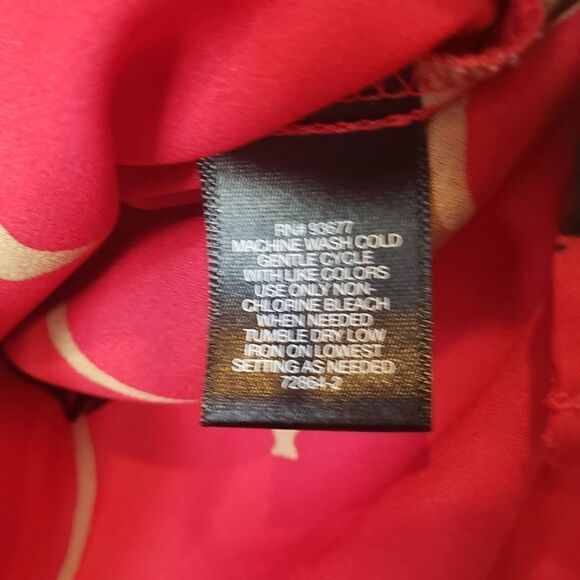 RN# 93677
MACHINE WASH COLD
GENTLE CYCLE
WITH LIKE COLORS
USE ONLY NON-
CHLORINE BLEACH
WHEN NEEDED
TUMBLE DRY LOW
IRON ON LOWEST
SETTING AS NEEDED
72864-2